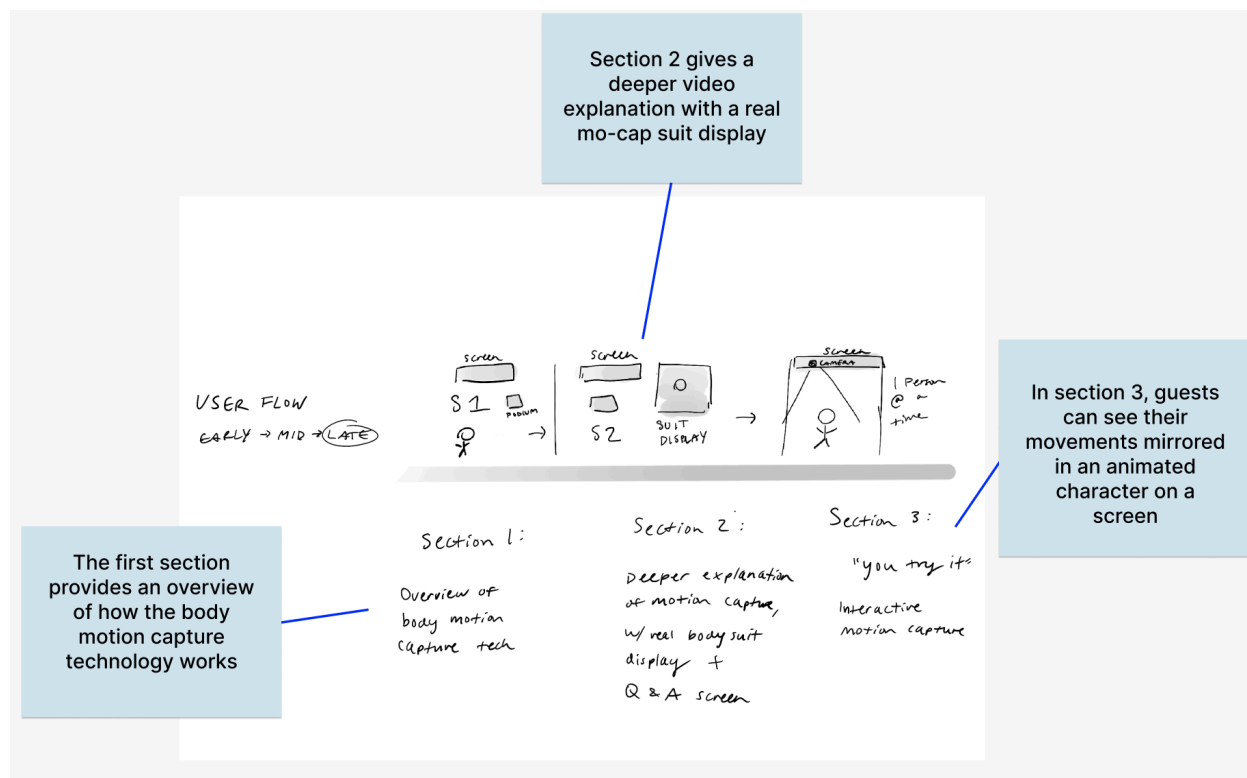 Section 2 gives a
deeper video
explanation with a real
mo-cap suit display
screen
screen
screen
CAMERA
USER FLOW
EARLY → MID → LATE
S1
PODIUM
→
S2
SUIT
DISPLAY
→
1 Person
@ a
time
In section 3, guests
can see their
movements mirrored
in an animated
character on a
screen
The first section
provides an overview
of how the body
motion capture
technology works
Section 1:
Overview of
body motion
capture tech
Section 2:
Deeper explanation
of motion capture,
w/ real body suit
display +
Q & A screen
Section 3:
"you try it"
Interactive
motion capture